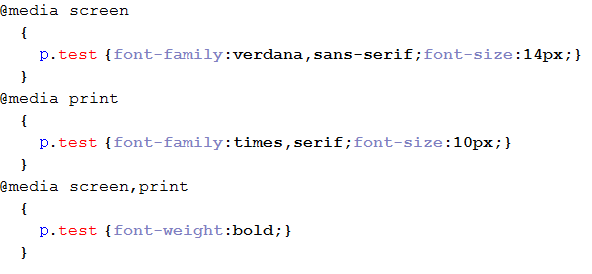 @media screen
  {
    p.test {font-family:verdana,sans-serif;font-size:14px;}
  }
@media print
  {
    p.test {font-family:times,serif;font-size:10px;}
  }
@media screen,print
  {
    p.test {font-weight:bold;}
  }